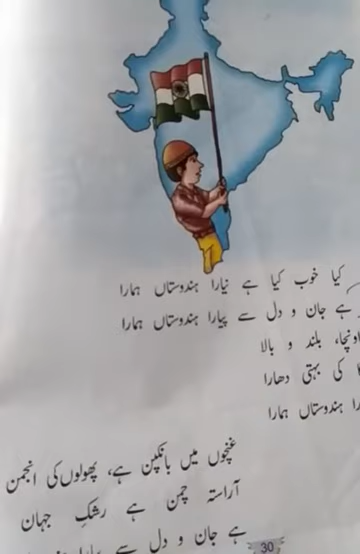 کیا خوب کیا ہے نیارا ہندوستاں ہمارا
ہے جان و دل سے پیارا ہندوستاں ہمارا
اونچا، بلند و بالا
کی بہتی دھارا
ہندوستاں ہمارا
غنچوں میں بانکپن ہے، پھولوں کی انجمن
آراستہ چمن ہے رشک جہان
ہے جان و دل سے پیارا
30